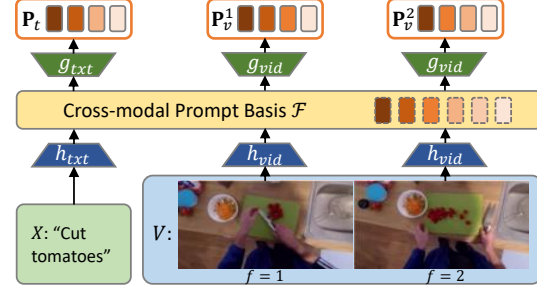 P_t P_v^1 P_v^2
g_txt g_vid g_vid
Cross-modal Prompt Basis ℱ
h_txt h_vid h_vid
X: “Cut
tomatoes”
V:
f = 1 f = 2